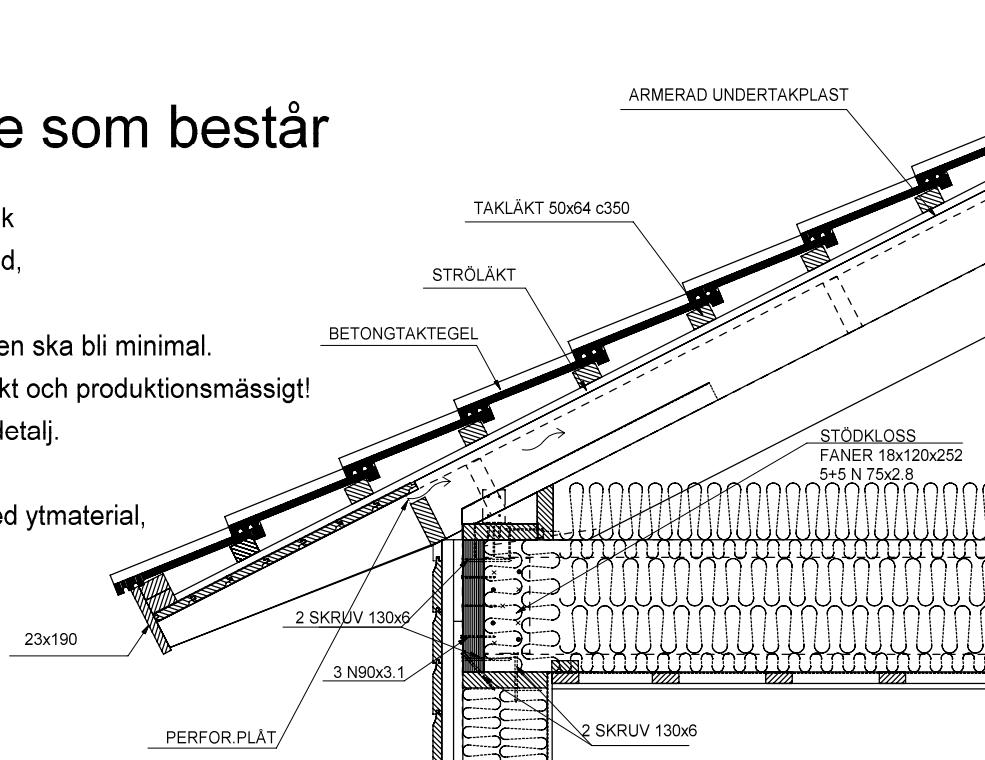 e som består
k
d,
en ska bli minimal.
kt och produktionsmässigt!
detalj.
ed ytmaterial,
ARMERAD UNDERTAKPLAST
TAKLÄKT 50x64 c350
STRÖLÄKT
BETONGTAKTEGEL
STÖDKLOSS
FANER 18x120x252
5+5 N 75x2.8
2 SKRUV 130x6
23x190
3 N90x3.1
2 SKRUV 130x6
PERFOR.PLÅT